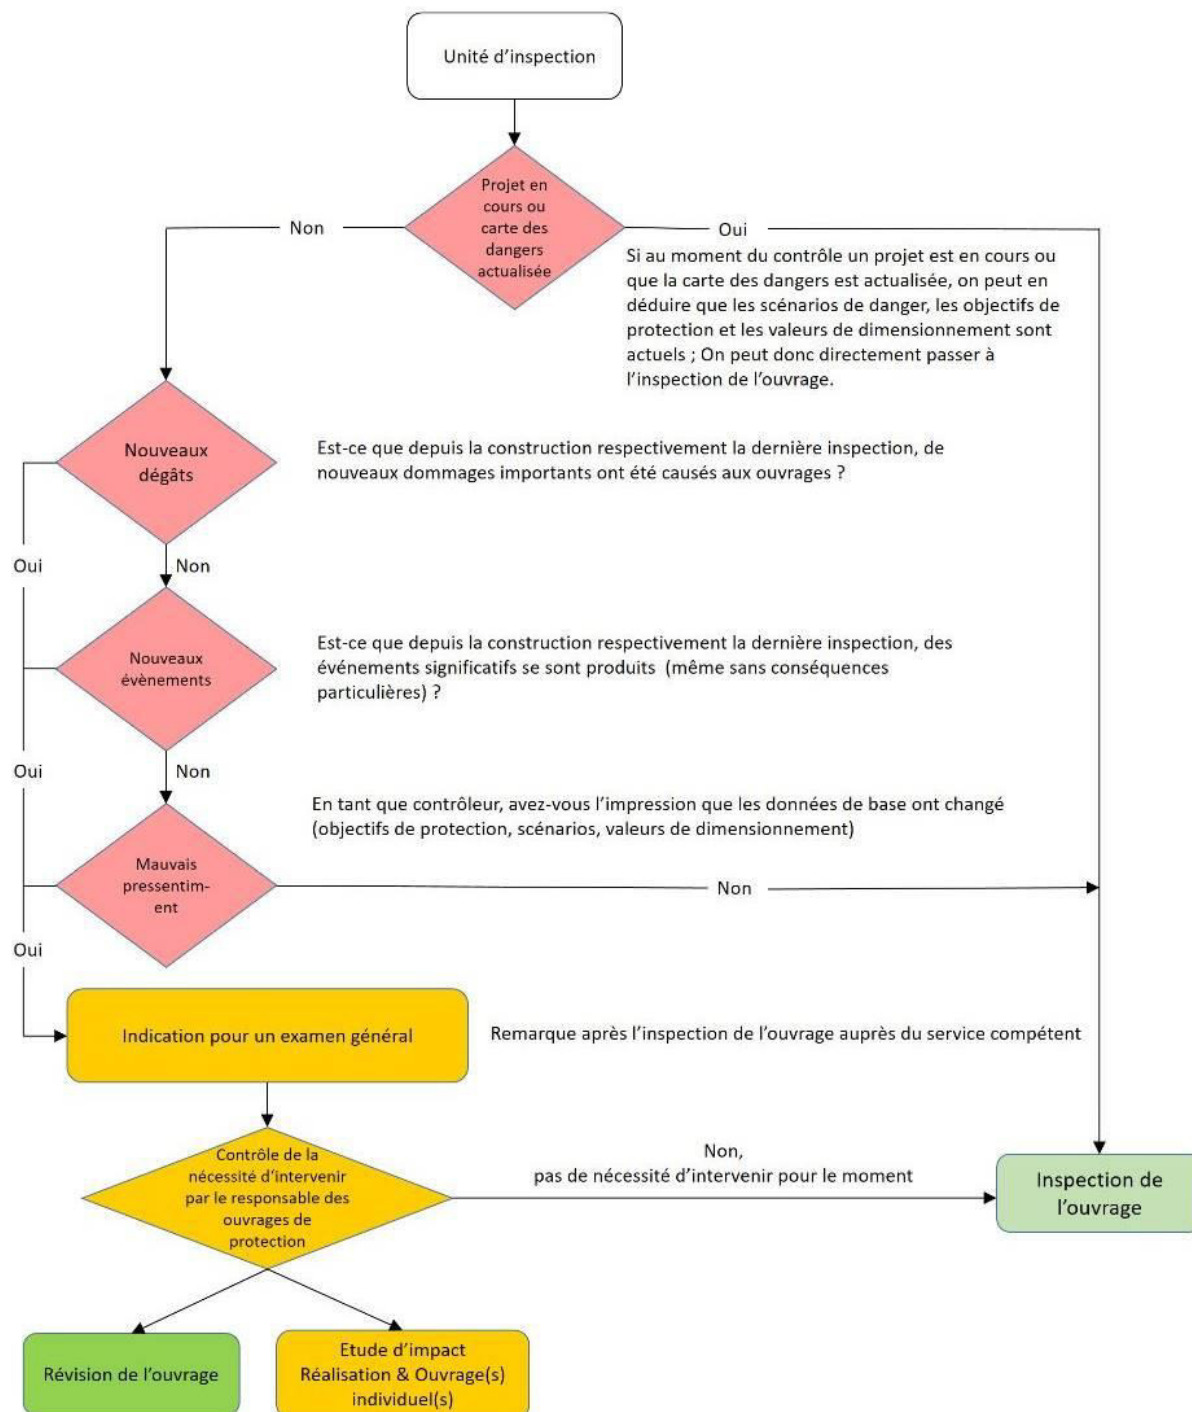 Unité d'inspection
Projet en
cours ou
carte des
dangers
actualisée
Non
Oui
Si au moment du contrôle un projet est en cours ou
que la carte des dangers est actualisée, on peut en
déduire que les scénarios de danger, les objectifs de
protection et les valeurs de dimensionnement sont
actuels ; On peut donc directement passer à
l'inspection de l'ouvrage.
Nouveaux
dégâts
Est-ce que depuis la construction respectivement la dernière inspection, de
nouveaux dommages importants ont été causés aux ouvrages ?
Oui
Non
Nouveaux
évènements
Est-ce que depuis la construction respectivement la dernière inspection, des
événements significatifs se sont produits (même sans conséquences
particulières) ?
Oui
Non
En tant que contrôleur, avez-vous l'impression que les données de base ont changé
(objectifs de protection, scénarios, valeurs de dimensionnement)
Mauvais
pressentim-
ent
Non
Oui
Indication pour un examen général
Remarque après l'inspection de l'ouvrage auprès du service compétent
Contrôle de la
nécessité d'intervenir
par le responsable des
ouvrages de
protection
Non,
pas de nécessité d'intervenir pour le moment
Inspection de
l'ouvrage
Révision de l'ouvrage
Etude d'impact
Réalisation & Ouvrage(s)
individuel(s)